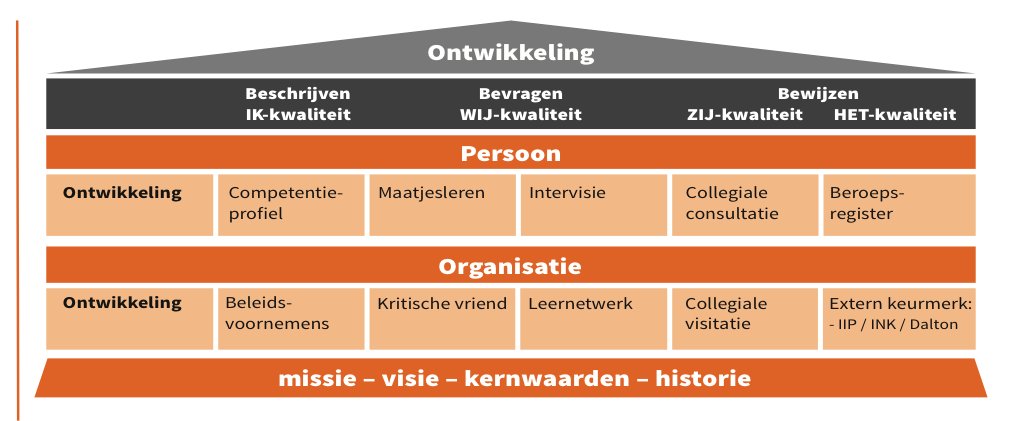 Ontwikkeling
Beschrijven Bevragen Bewijzen
IK-kwaliteit WIJ-kwaliteit ZIJ-kwaliteit HET-kwaliteit
Persoon
Ontwikkeling Competentie- Maatjesleren Intervisie Collegiale Beroeps-
profiel consultatie register
Organisatie
Ontwikkeling Beleids- Kritische vriend Leernetwerk Collegiale Extern keurmerk:
voornemens visitatie - IIP / INK / Dalton
missie – visie – kernwaarden – historie